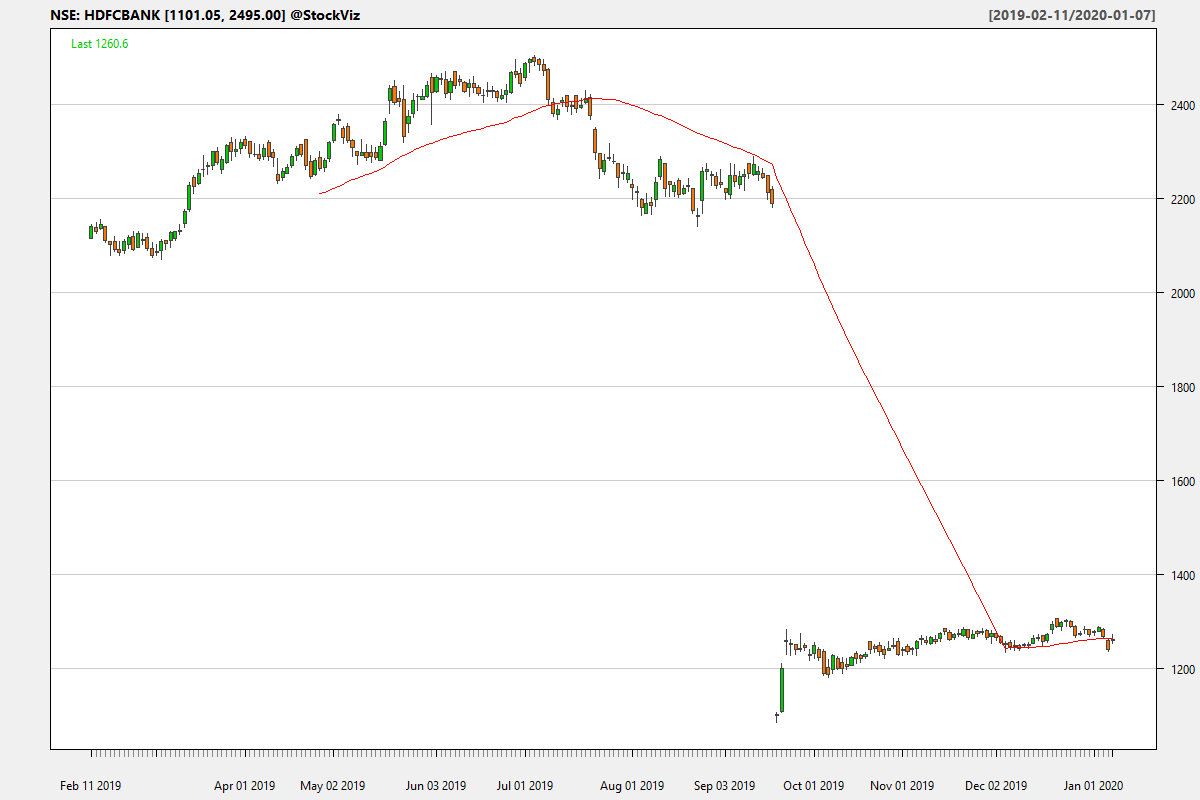 NSE: HDFCBANK [1101.05, 2495.00] @StockViz
[2019-02-11/2020-01-07]
Last 1260.6
2400
2200
2000
1800
1600
1400
1200
Feb 11 2019 Apr 01 2019 May 02 2019 Jun 03 2019 Jul 01 2019 Aug 01 2019 Sep 03 2019 Oct 01 2019 Nov 01 2019 Dec 02 2019 Jan 01 2020